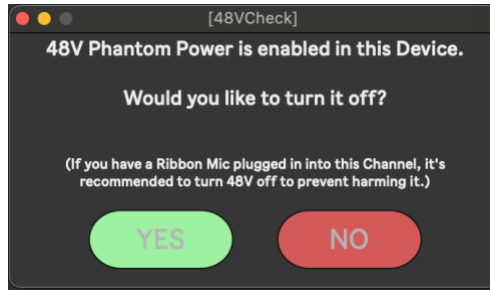 [48VCheck]
48V Phantom Power is enabled in this Device.
Would you like to turn it off?
(If you have a Ribbon Mic plugged in into this Channel, it's
recommended to turn 48V off to prevent harming it.)
YES
NO